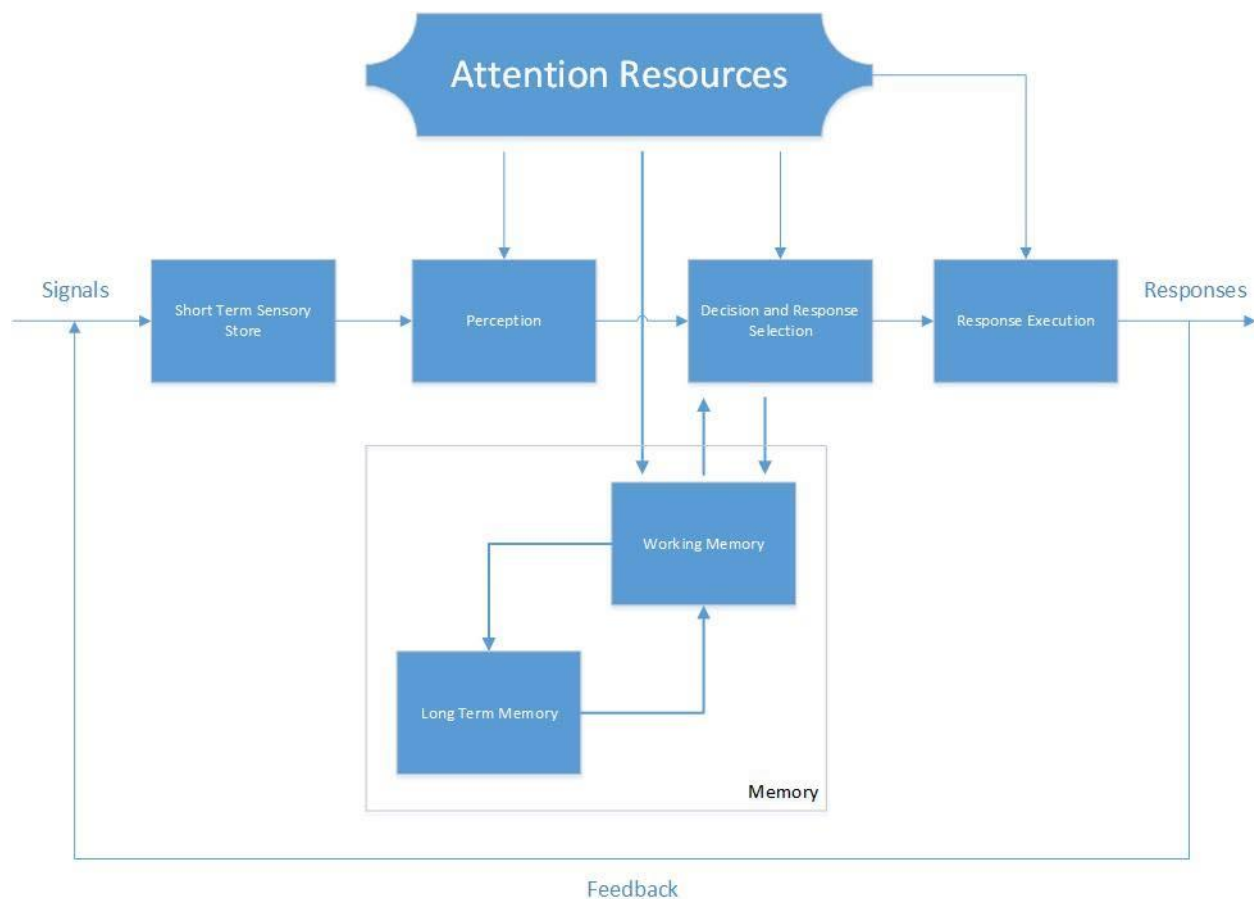 Attention Resources
Signals
Short Term Sensory
Store
Perception
Decision and Response
Selection
Response Execution
Responses
Working Memory
Long Term Memory
Memory
Feedback